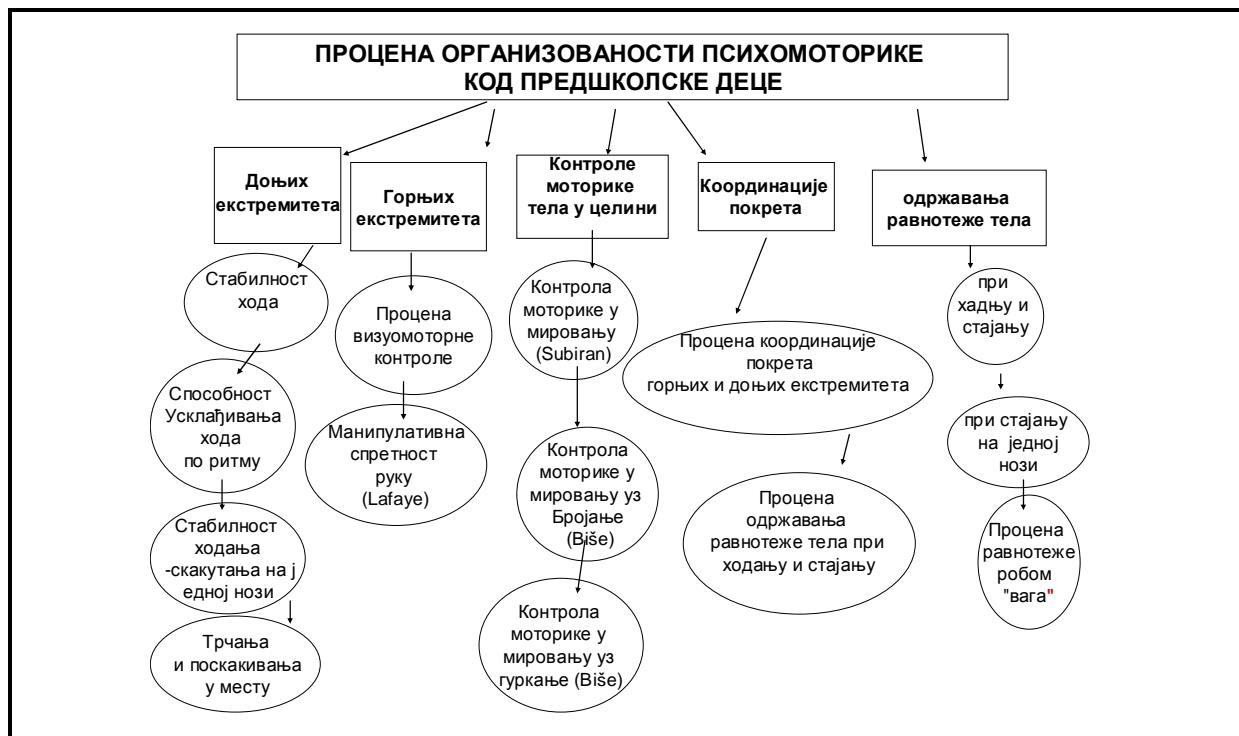 ПРОЦЕНА ОРГАНИЗОВАНОСТИ ПСИХОМОТОРИКЕ
КОД ПРЕДШКОЛСКЕ ДЕЦЕ
Доњих
екстремитета
Стабилност
хода
Способност
Усклађивања
хода
по ритму
Стабилност
ходања
-скакутања на ј
едној нози
Трчања
и поскакивања
у месту
Горњих
екстремитета
Процена
визуомоторне
контроле
Манипулативна
спретност
руку
(Lafaye)
Контроле
моторике
тела у целини
Контрола
моторике у
мировању
(Subiran)
Контрола
моторике у
мировању уз
Бројање
(Biše)
Контрола
моторике у
мировању уз
гуркање (Biše)
Координације
покрета
Процена координације
покрета
горњих и доњих екстремитета
Процена
одржавања
равнотеже тела при
ходању и стајању
одржавања
равнотеже тела
при
хадњу и
стајању
при стајању
на једној
нози
Процена
равнотеже
робом
"вага"